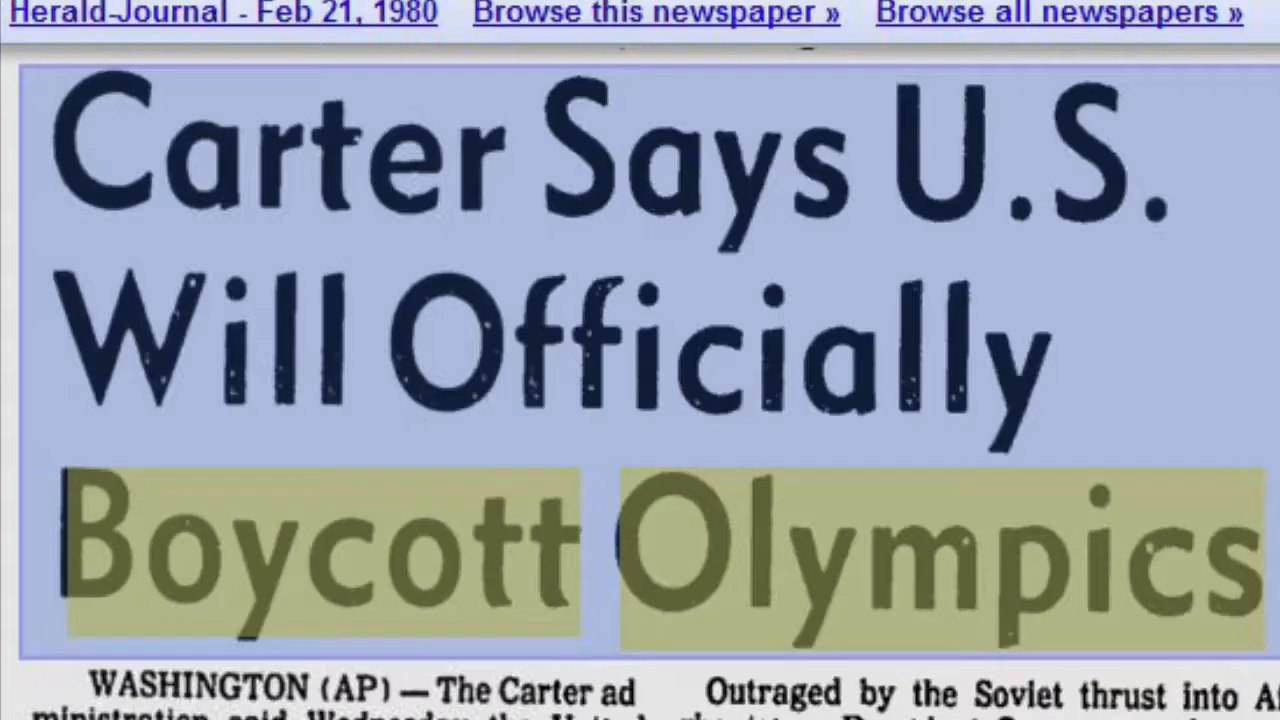 Herald-Journal - Feb 21, 1980 Browse this newspaper » Browse all newspapers »
Carter Says U.S.
Will Officially
Boycott Olympics
WASHINGTON (AP) — The Carter ad
Outraged by the Soviet thrust into